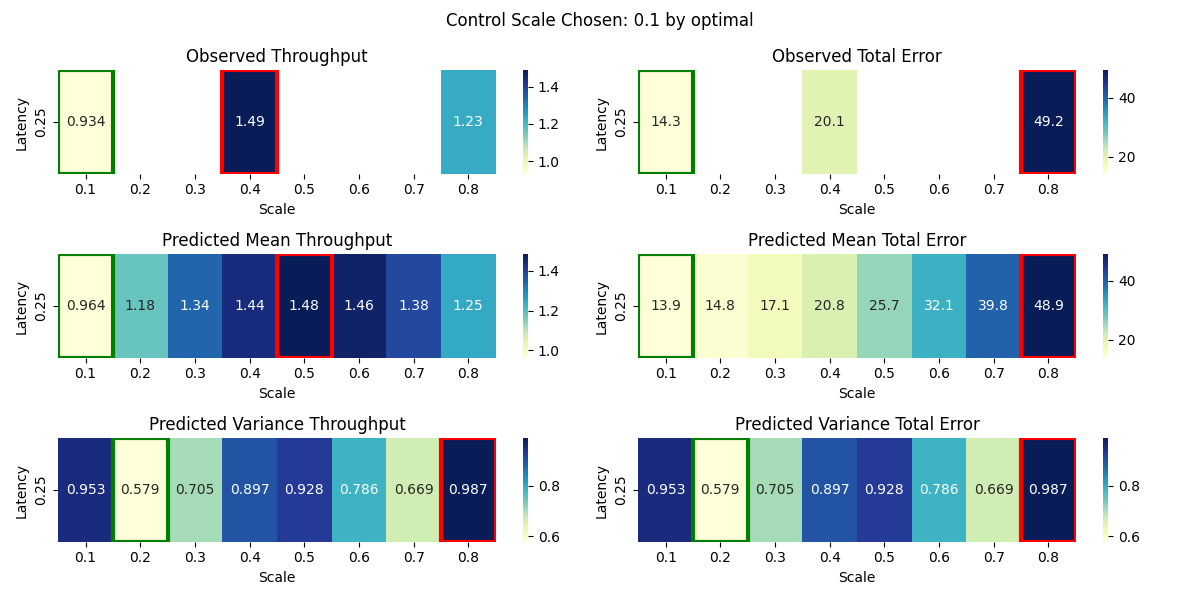 Control Scale Chosen: 0.1 by optimal
Observed Throughput
Latency
0.25
0.934
1.49
1.23
0.1 0.2 0.3 0.4 0.5 0.6 0.7 0.8
Scale
1.4
1.2
1.0
Observed Total Error
Latency
0.25
14.3
20.1
49.2
0.1 0.2 0.3 0.4 0.5 0.6 0.7 0.8
Scale
40
20
Predicted Mean Throughput
Latency
0.25
0.964 1.18 1.34 1.44 1.48 1.46 1.38 1.25
0.1 0.2 0.3 0.4 0.5 0.6 0.7 0.8
Scale
1.4
1.2
1.0
Predicted Mean Total Error
Latency
0.25
13.9 14.8 17.1 20.8 25.7 32.1 39.8 48.9
0.1 0.2 0.3 0.4 0.5 0.6 0.7 0.8
Scale
40
20
Predicted Variance Throughput
Latency
0.25
0.953 0.579 0.705 0.897 0.928 0.786 0.669 0.987
0.1 0.2 0.3 0.4 0.5 0.6 0.7 0.8
Scale
0.8
0.6
Predicted Variance Total Error
Latency
0.25
0.953 0.579 0.705 0.897 0.928 0.786 0.669 0.987
0.1 0.2 0.3 0.4 0.5 0.6 0.7 0.8
Scale
0.8
0.6